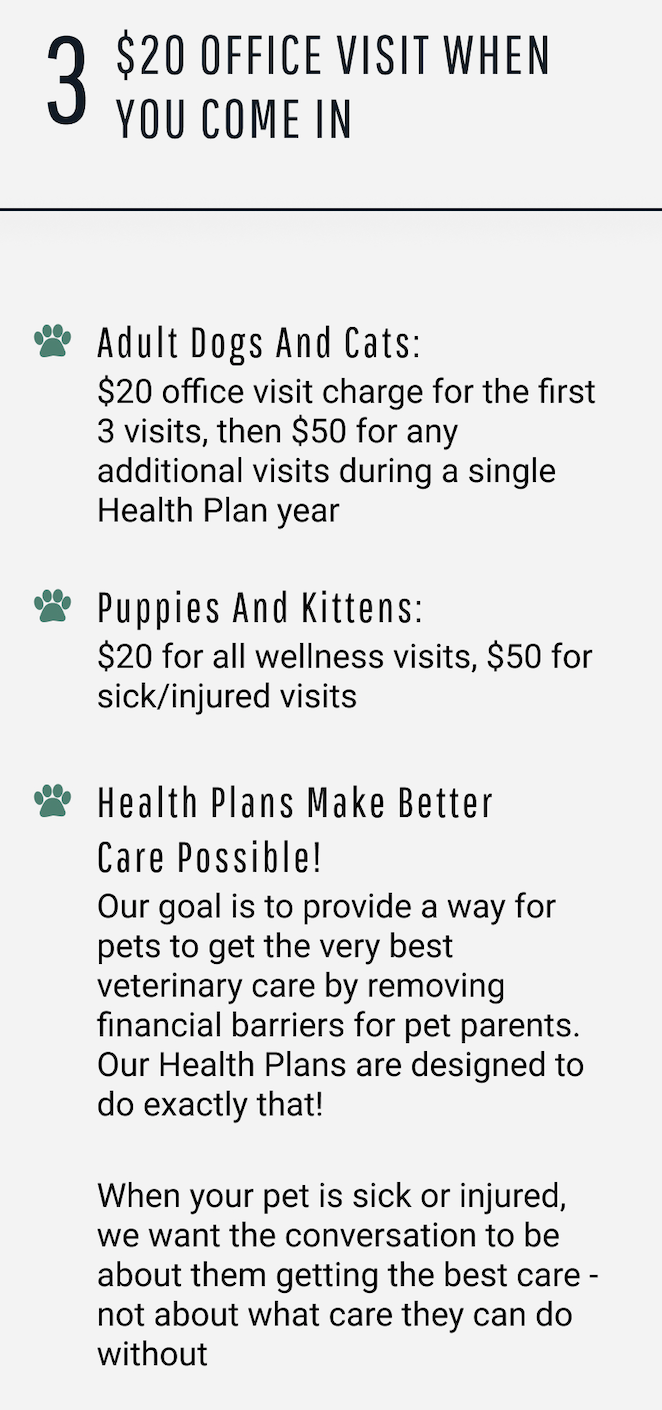 3
$20 OFFICE VISIT WHEN
YOU COME IN
Adult Dogs And Cats:
$20 office visit charge for the first
3 visits, then $50 for any
additional visits during a single
Health Plan year
Puppies And Kittens:
$20 for all wellness visits, $50 for
sick/injured visits
Health Plans Make Better
Care Possible!
Our goal is to provide a way for
pets to get the very best
veterinary care by removing
financial barriers for pet parents.
Our Health Plans are designed to
do exactly that!
When your pet is sick or injured,
we want the conversation to be
about them getting the best care -
not about what care they can do
without